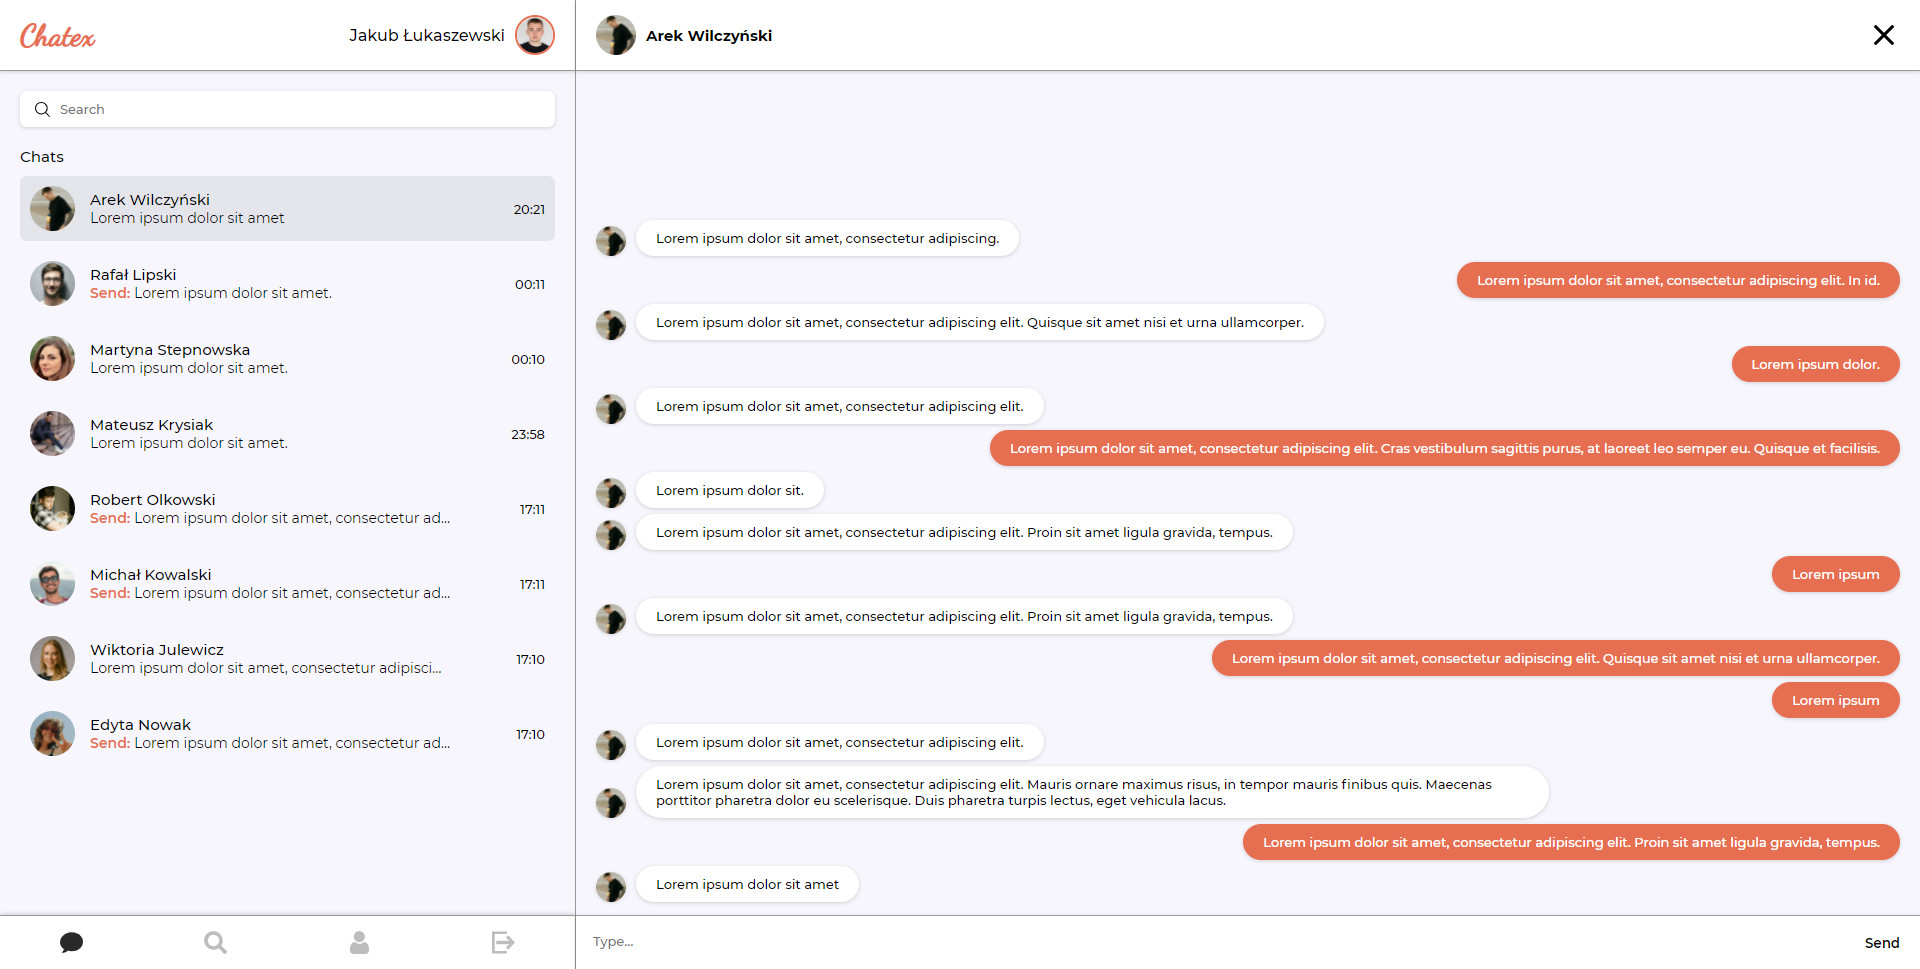 Chatex
Jakub Łukaszewski
Search
Chats
Arek Wilczyński
Lorem ipsum dolor sit amet
20:21
Rafał Lipski
Send: Lorem ipsum dolor sit amet.
00:11
Martyna Stepnowska
Lorem ipsum dolor sit amet.
00:10
Mateusz Krysiak
Lorem ipsum dolor sit amet.
23:58
Robert Olkowski
Send: Lorem ipsum dolor sit amet, consectetur ad...
17:11
Michał Kowalski
Send: Lorem ipsum dolor sit amet, consectetur ad...
17:11
Wiktoria Julewicz
Lorem ipsum dolor sit amet, consectetur adipisci...
17:10
Edyta Nowak
Send: Lorem ipsum dolor sit amet, consectetur ad...
17:10
Arek Wilczyński
Lorem ipsum dolor sit amet, consectetur adipiscing.
Lorem ipsum dolor sit amet, consectetur adipiscing elit. In id.
Lorem ipsum dolor sit amet, consectetur adipiscing elit. Quisque sit amet nisi et urna ullamcorper.
Lorem ipsum dolor.
Lorem ipsum dolor sit amet, consectetur adipiscing elit.
Lorem ipsum dolor sit amet, consectetur adipiscing elit. Cras vestibulum sagittis purus, at laoreet leo semper eu. Quisque et facilisis.
Lorem ipsum dolor sit.
Lorem ipsum dolor sit amet, consectetur adipiscing elit. Proin sit amet ligula gravida, tempus.
Lorem ipsum
Lorem ipsum dolor sit amet, consectetur adipiscing elit. Proin sit amet ligula gravida, tempus.
Lorem ipsum dolor sit amet, consectetur adipiscing elit. Quisque sit amet nisi et urna ullamcorper.
Lorem ipsum
Lorem ipsum dolor sit amet, consectetur adipiscing elit.
Lorem ipsum dolor sit amet, consectetur adipiscing elit. Mauris ornare maximus risus, in tempor mauris finibus quis. Maecenas
porttitor pharetra dolor eu scelerisque. Duis pharetra turpis lectus, eget vehicula lacus.
Lorem ipsum dolor sit amet, consectetur adipiscing elit. Proin sit amet ligula gravida, tempus.
Lorem ipsum dolor sit amet
Type...
Send